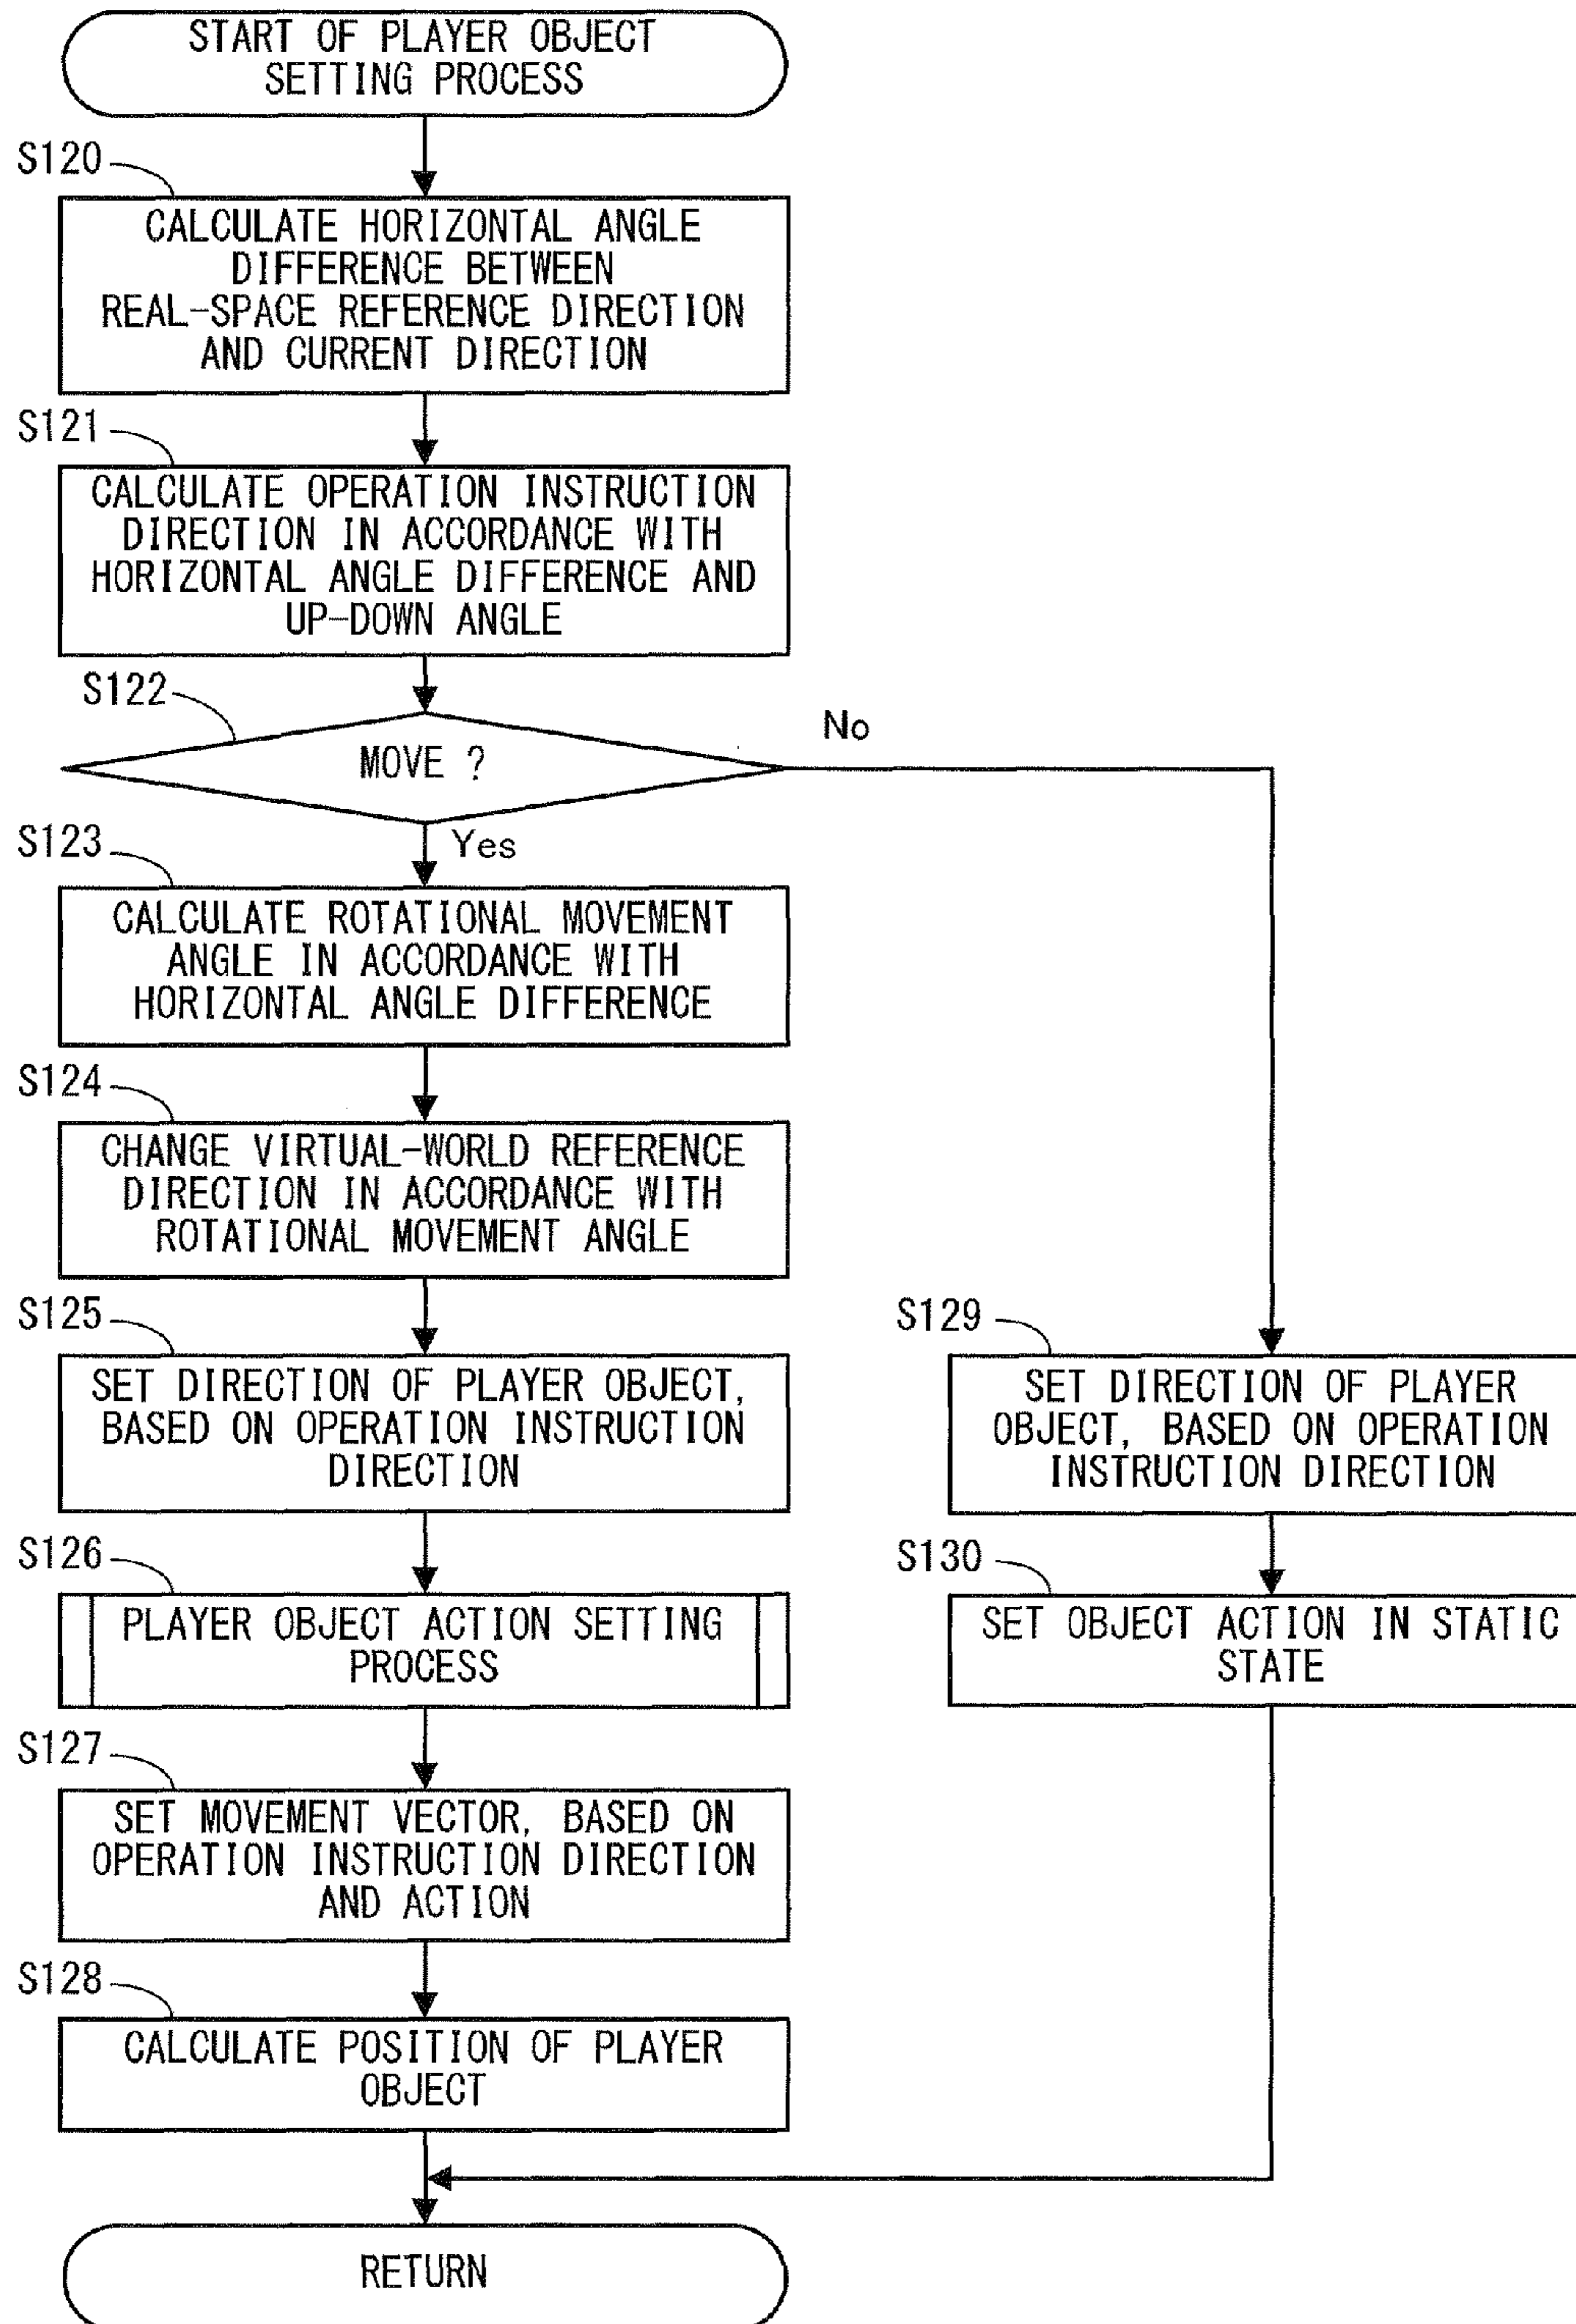 START OF PLAYER OBJECT
SETTING PROCESS
S120
CALCULATE HORIZONTAL ANGLE
DIFFERENCE BETWEEN
REAL-SPACE REFERENCE DIRECTION
AND CURRENT DIRECTION
S121
CALCULATE OPERATION INSTRUCTION
DIRECTION IN ACCORDANCE WITH
HORIZONTAL ANGLE DIFFERENCE AND
UP-DOWN ANGLE
S122
MOVE ?
No
Yes
S123
CALCULATE ROTATIONAL MOVEMENT
ANGLE IN ACCORDANCE WITH
HORIZONTAL ANGLE DIFFERENCE
S124
CHANGE VIRTUAL-WORLD REFERENCE
DIRECTION IN ACCORDANCE WITH
ROTATIONAL MOVEMENT ANGLE
S125
SET DIRECTION OF PLAYER OBJECT,
BASED ON OPERATION INSTRUCTION
DIRECTION
S126
PLAYER OBJECT ACTION SETTING
PROCESS
S127
SET MOVEMENT VECTOR, BASED ON
OPERATION INSTRUCTION DIRECTION
AND ACTION
S128
CALCULATE POSITION OF PLAYER
OBJECT
S129
SET DIRECTION OF PLAYER
OBJECT, BASED ON OPERATION
INSTRUCTION DIRECTION
S130
SET OBJECT ACTION IN STATIC
STATE
RETURN